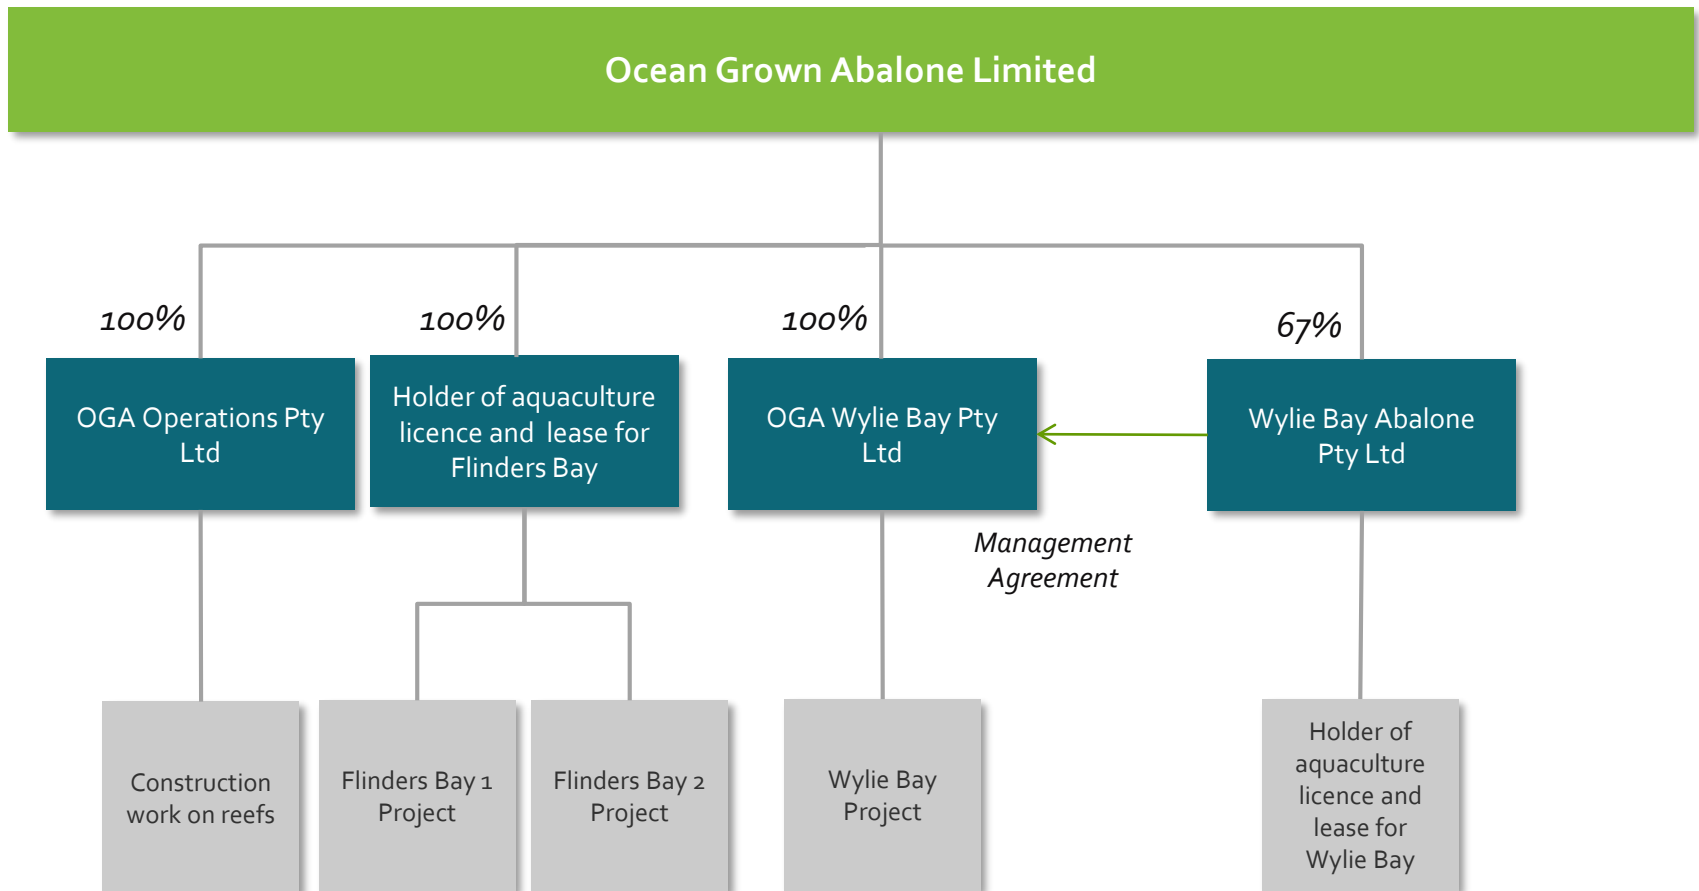 Ocean Grown Abalone Limited
100%
100%
100%
67%
OGA Operations Pty
Ltd
Holder of aquaculture
licence and lease for
Flinders Bay
OGA Wylie Bay Pty
Ltd
Wylie Bay Abalone
Pty Ltd
Management
Agreement
Construction
work on reefs
Flinders Bay 1
Project
Flinders Bay 2
Project
Wylie Bay
Project
Holder of
aquaculture
licence and
lease for
Wylie Bay